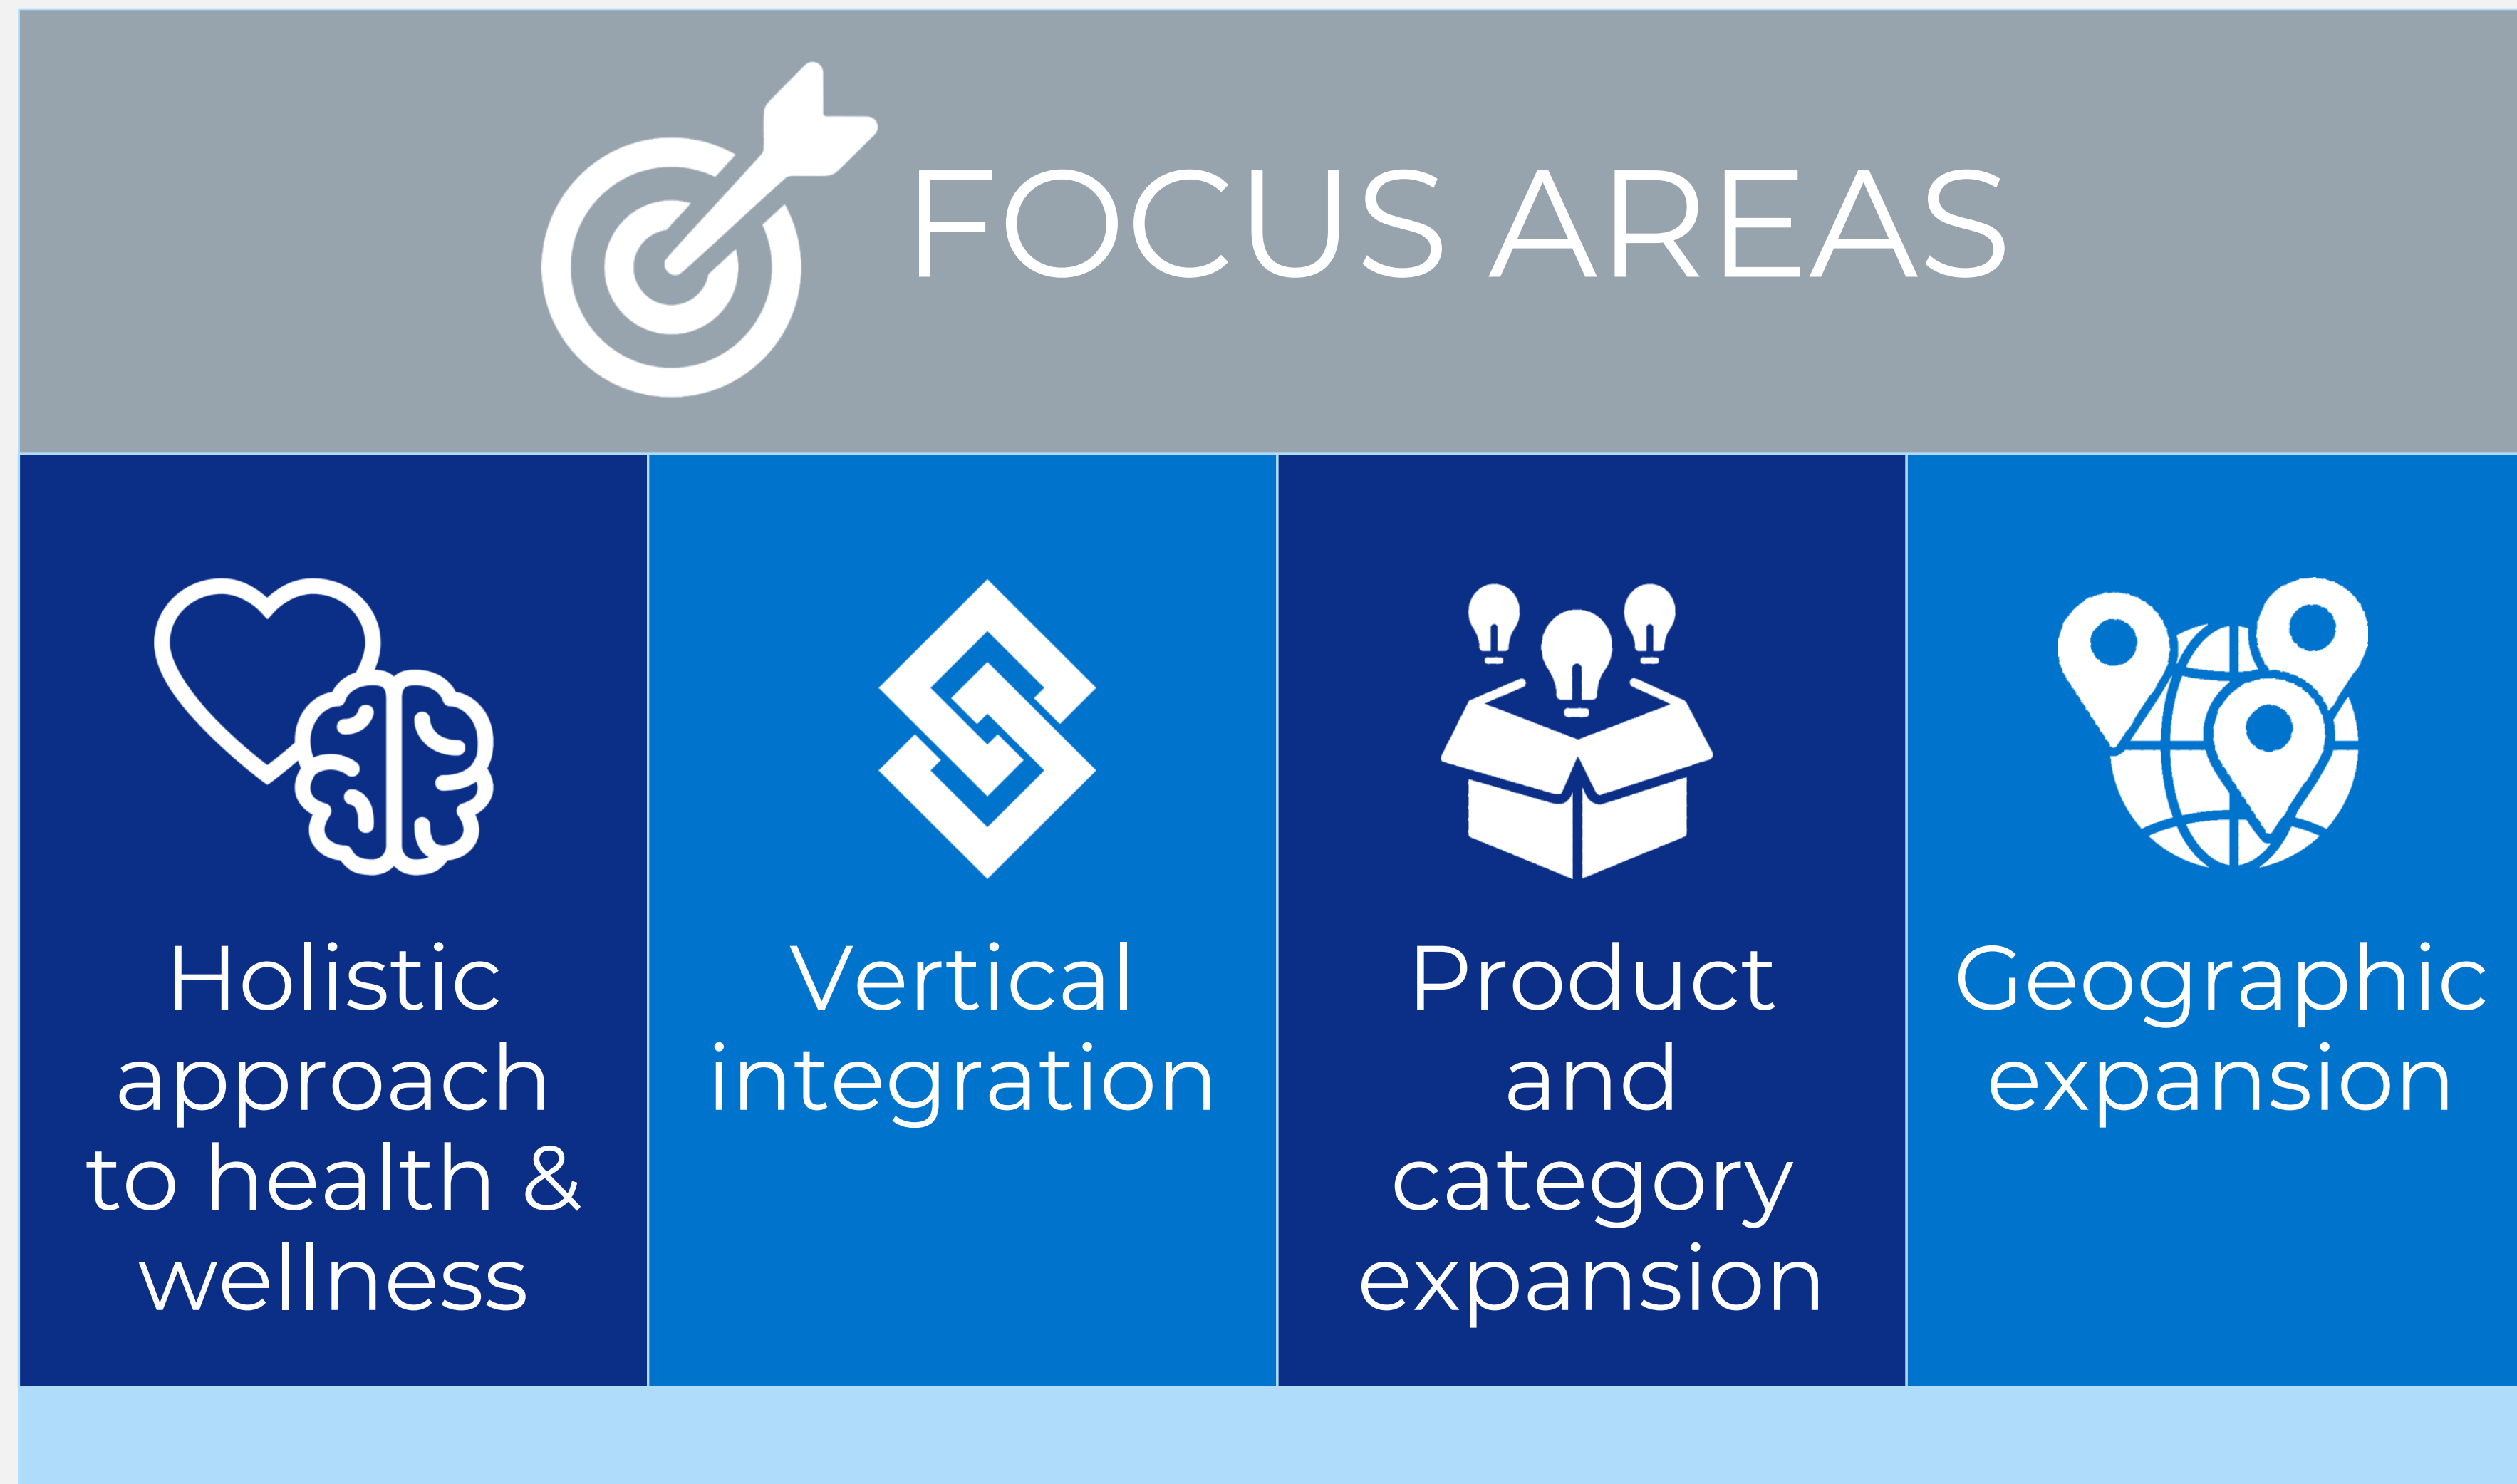 FOCUS AREAS
Holistic
approach
to health &
wellness
Vertical
integration
Product
and
category
expansion
Geographic
expansion